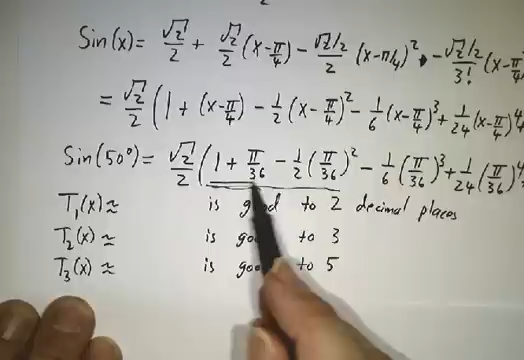 Sin(x) = √2/2 + √2/2 (x-π/4) - √2/2/2 (x-π/4)² - √2/2/3! (x-π/
= √2/2 (1 + (x-π/4) - 1/2 (x-π/4)² - 1/6 (x-π/4)³ + 1/24 (x-π/4)⁴
Sin(50°) = √2/2 (1 + π/36 - 1/2 (π/36)² - 1/6 (π/36)³ + 1/24 (π/36)⁴
T₁(x) ≈ is good to 2 decimal places
T₂(x) ≈ is good to 3
T₃(x) ≈ is good to 5